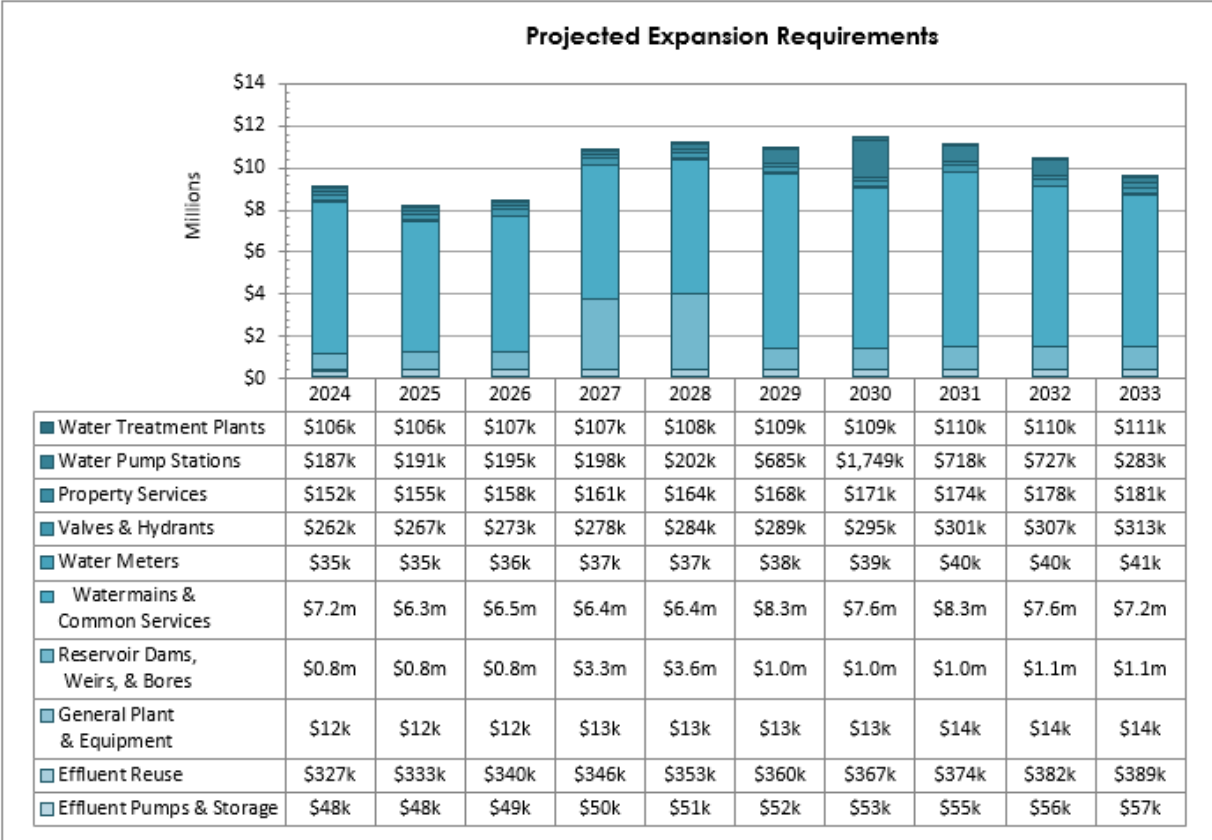 Projected Expansion Requirements
$14
$12
$10
$8
$6
$4
$2
$0
Millions
2024 2025 2026 2027 2028 2029 2030 2031 2032 2033
Water Treatment Plants $106k $106k $107k $107k $108k $109k $109k $110k $110k $111k
Water Pump Stations $187k $191k $195k $198k $202k $685k $1,749k $718k $727k $283k
Property Services $152k $155k $158k $161k $164k $168k $171k $174k $178k $181k
Valves & Hydrants $262k $267k $273k $278k $284k $289k $295k $301k $307k $313k
Water Meters $35k $35k $36k $37k $37k $38k $39k $40k $40k $41k
Watermains &
Common Services $7.2m $6.3m $6.5m $6.4m $6.4m $8.3m $7.6m $8.3m $7.6m $7.2m
Reservoir Dams,
Weirs, & Bores $0.8m $0.8m $0.8m $3.3m $3.6m $1.0m $1.0m $1.0m $1.1m $1.1m
General Plant
& Equipment $12k $12k $12k $13k $13k $13k $13k $14k $14k $14k
Effluent Reuse $327k $333k $340k $346k $353k $360k $367k $374k $382k $389k
Effluent Pumps & Storage $48k $48k $49k $50k $51k $52k $53k $55k $56k $57k